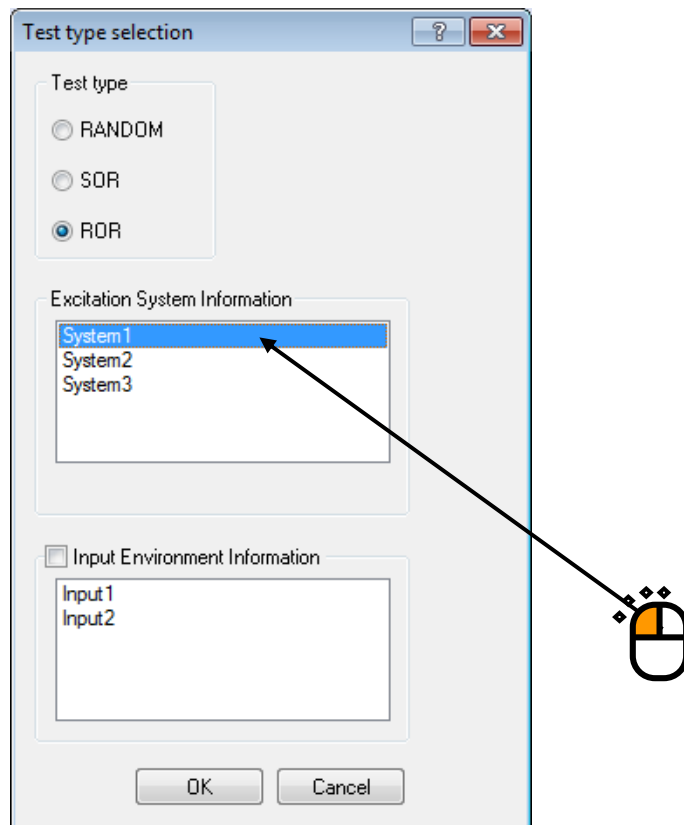 Test type selection
Test type
RANDOM
SOR
ROR
Excitation System Information
System1
System2
System3
Input Environment Information
Input1
Input2
OK Cancel